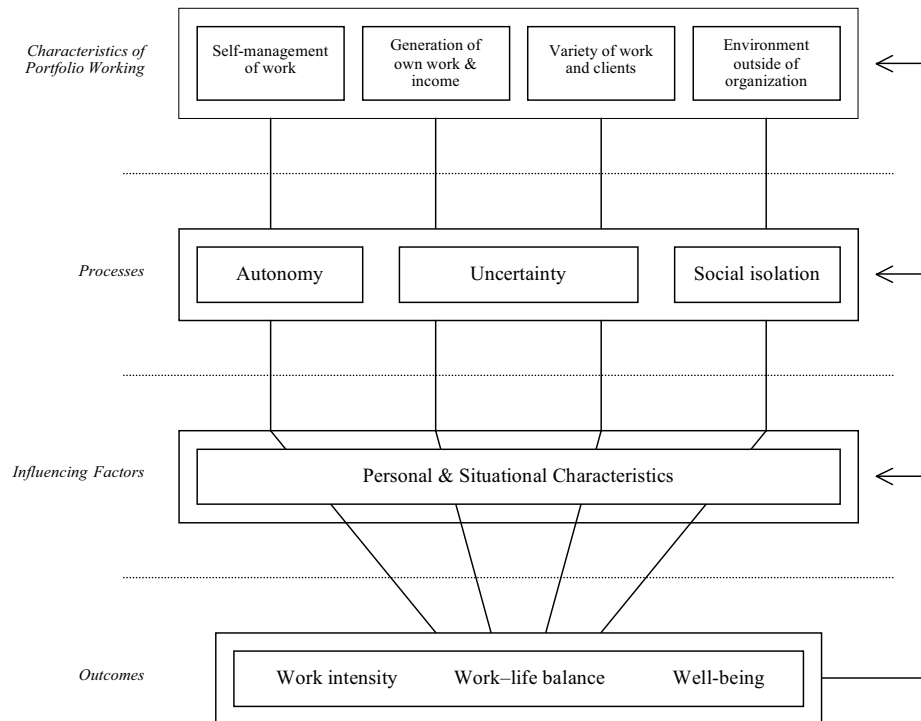 Characteristics of
Portfolio Working
Self-management
of work
Generation of
own work &
income
Variety of work
and clients
Environment
outside of
organization
Processes
Autonomy
Uncertainty
Social isolation
Influencing Factors
Personal & Situational Characteristics
Outcomes
Work intensity
Work–life balance
Well-being